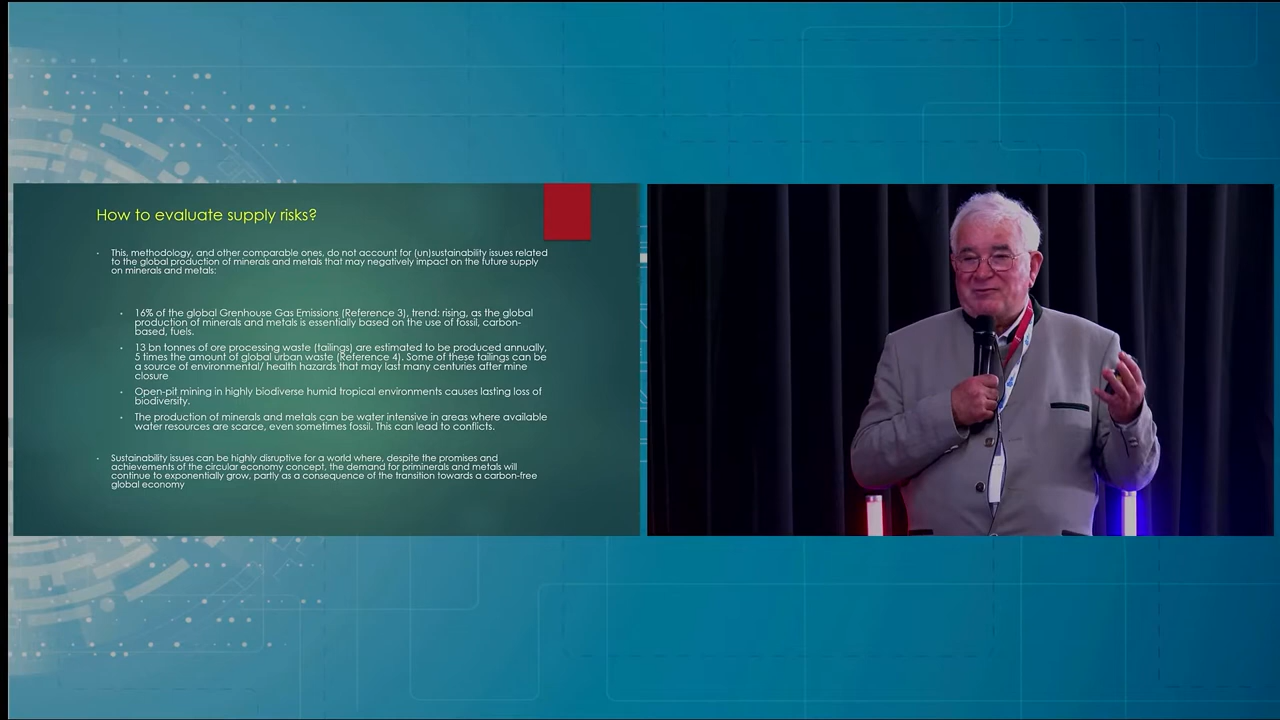 How to evaluate supply risks?
This, methodology, and other comparable ones, do not account for (un)sustainability issues related
to the global production of minerals and metals that may negatively impact on the future supply
on minerals and metals:
16% of the global Grenhouse Gas Emissions (Reference 3), trend: rising, as the global
production of minerals and metals is essentially based on the use of fossil, carbon-
based, fuels.
13 bn tonnes of ore processing waste (tailings) are estimated to be produced annually,
5 times the amount of global urban waste (Reference 4). Some of these tailings can be
a source of environmental/ health hazards that may last many centuries after mine
closure
Open-pit mining in highly biodiverse humid tropical environments causes lasting loss of
biodiversity.
The production of minerals and metals can be water intensive in areas where available
water resources are scarce, even sometimes fossil. This can lead to conflicts.
Sustainability issues can be highly disruptive for a world where, despite the promises and
achievements of the circular economy concept, the demand for priminerals and metals will
continue to exponentially grow, partly as a consequence of the transition towards a carbon-free
global economy